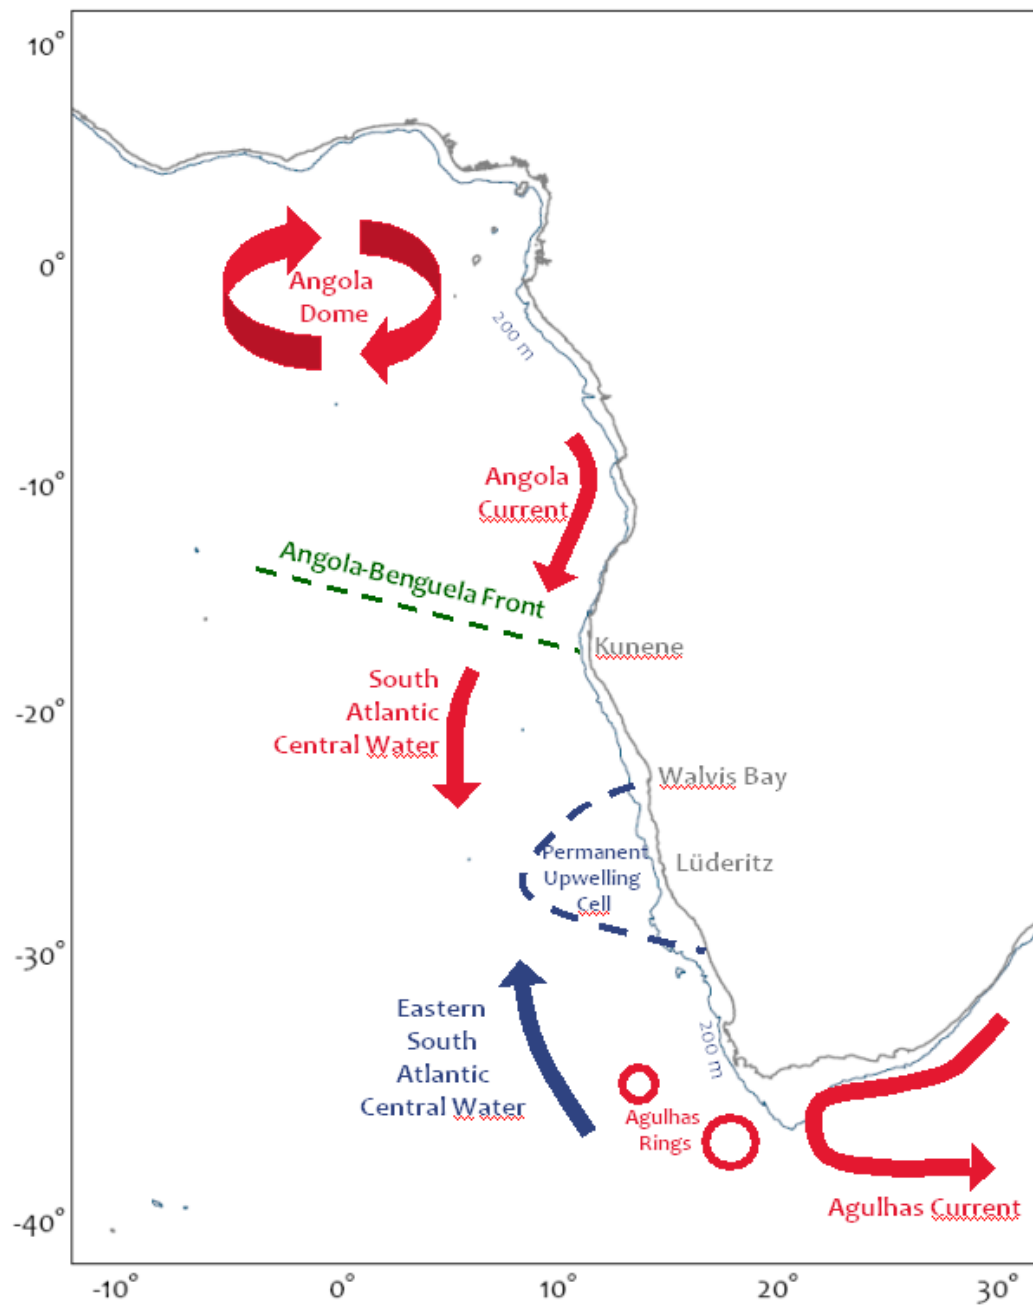 10°
0°
-10°
-20°
-30°
-40°
Angola
Dome
200 m
Angola
Current
Angola-Benguela Front
Kunene
South
Atlantic
Central Water
Walvis Bay
Lüderitz
Permanent
Upwelling
Cell
Eastern
South
Atlantic
Central Water
200 m
Agulhas
Rings
Agulhas Current
-10°
0°
10°
20°
30°